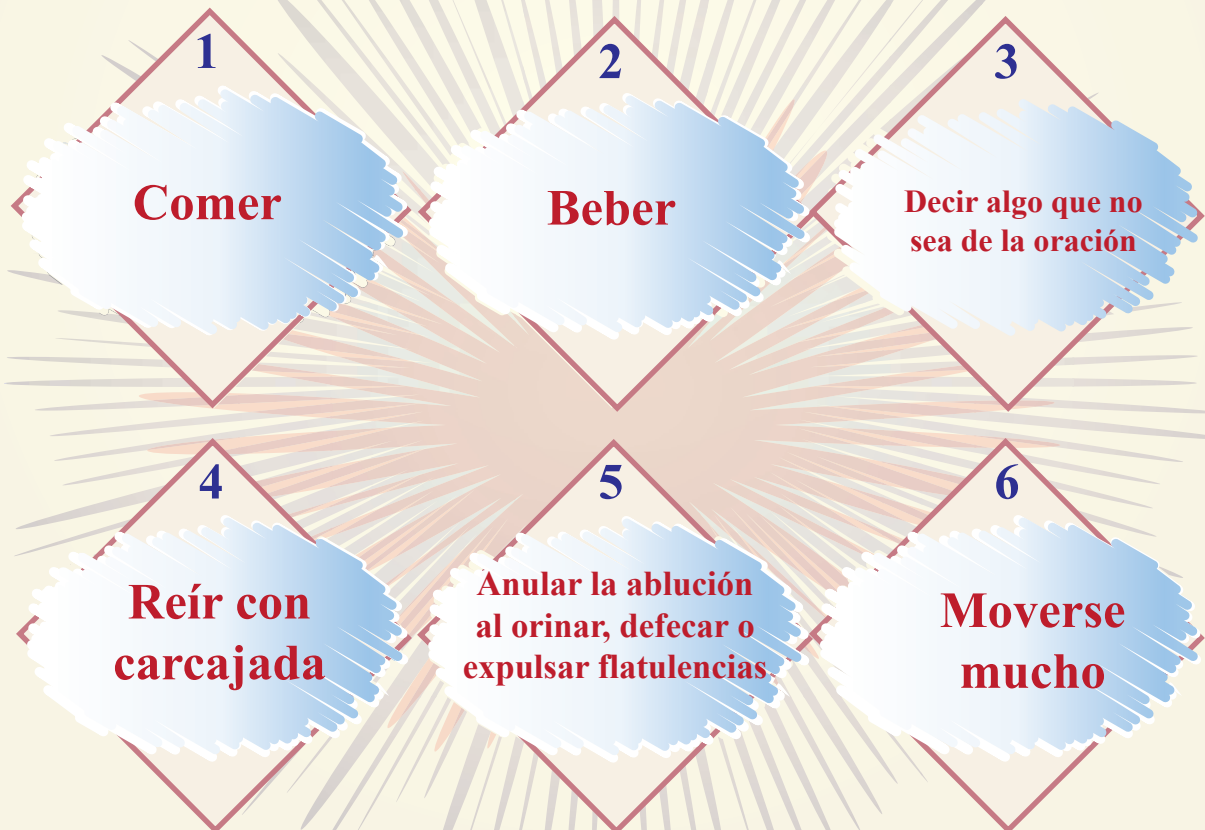 1
Comer
2
Beber
3
Decir algo que no
sea de la oración
4
Reír con
carcajada
5
Anular la ablución
al orinar, defecar o
expulsar flatulencias
6
Moverse
mucho